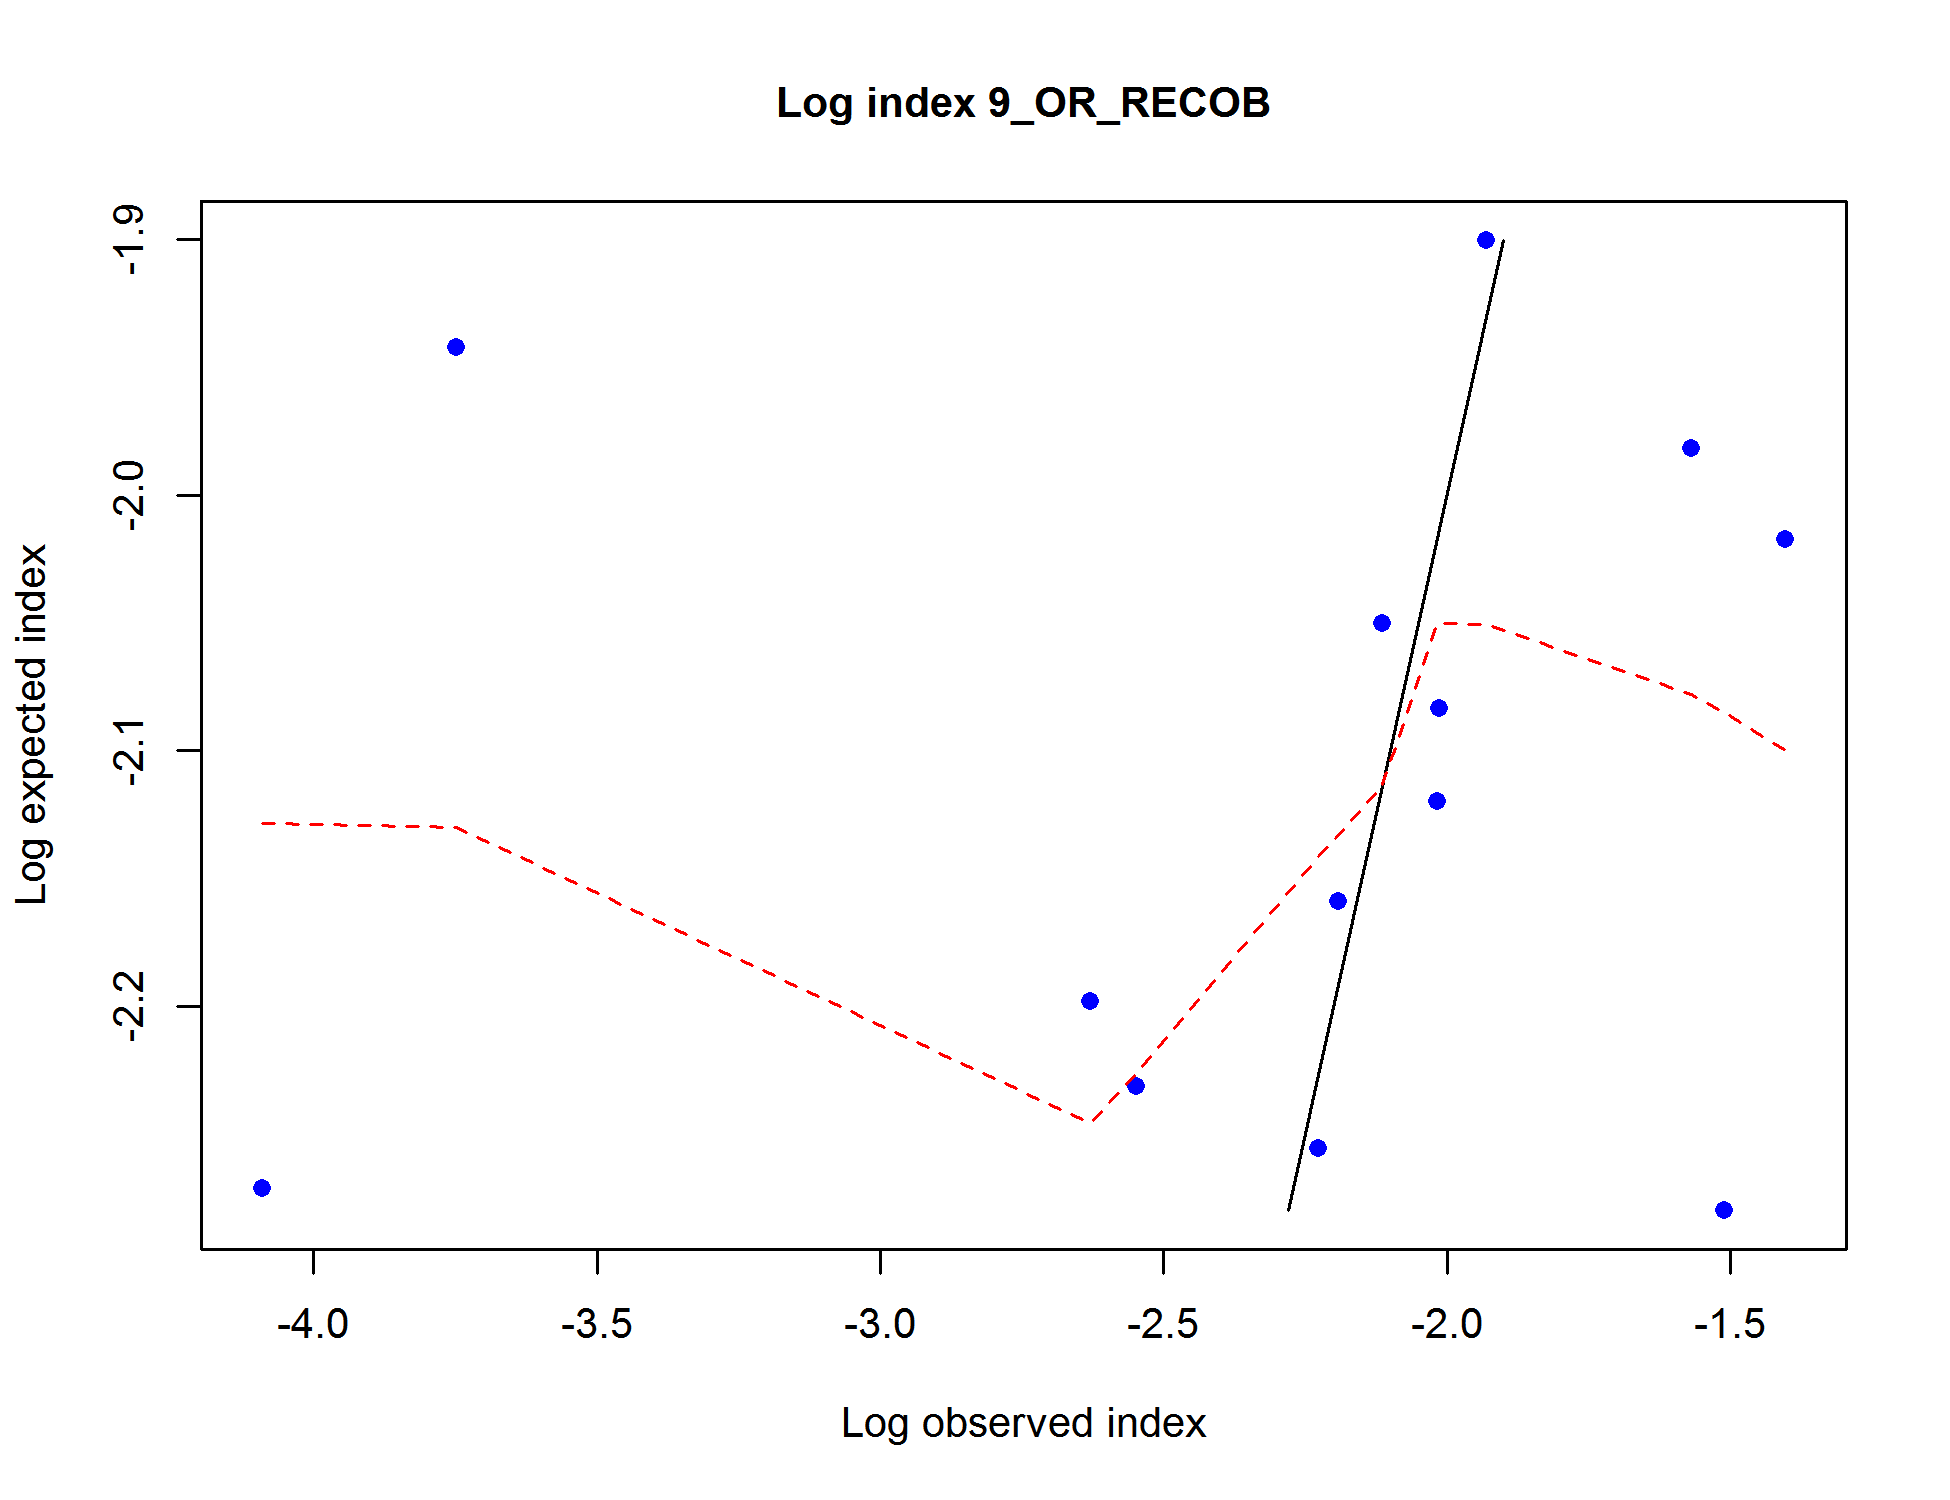 Log index 9_OR_RECOB
-1.9
-2.0
-2.1
-2.2
Log expected index
-4.0 -3.5 -3.0 -2.5 -2.0 -1.5
Log observed index